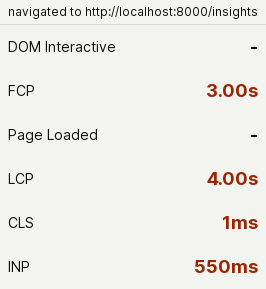 navigated to http://localhost:8000/insights
DOM Interactive -
FCP 3.00s
Page Loaded -
LCP 4.00s
CLS 1ms
INP 550ms